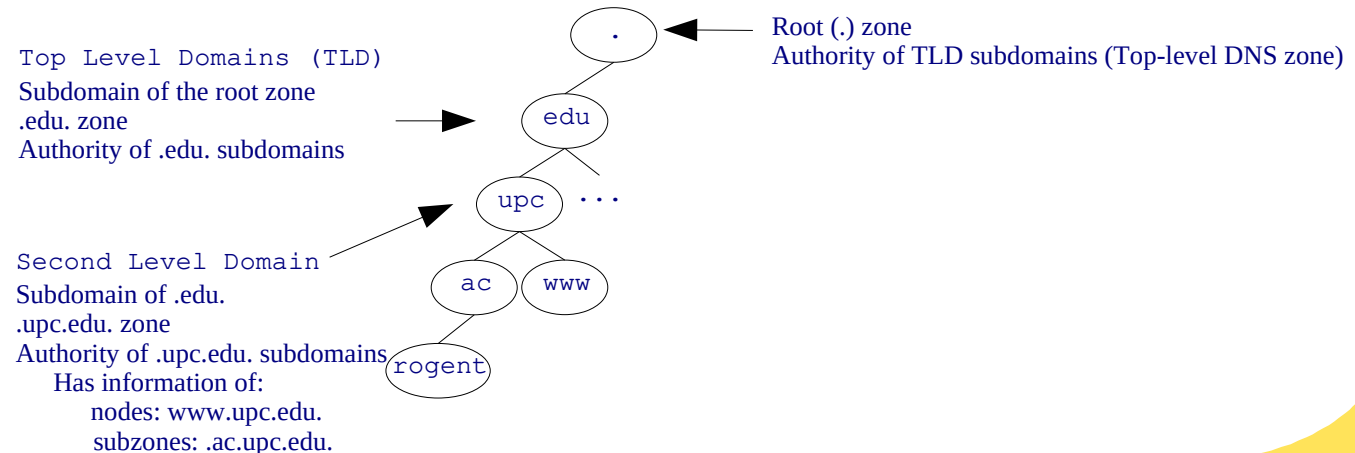 .
Root (.) zone
Authority of TLD subdomains (Top-level DNS zone)
Top Level Domains (TLD)
Subdomain of the root zone
.edu. zone
Authority of .edu. subdomains
edu
upc
...
Second Level Domain
Subdomain of .edu.
.upc.edu. zone
Authority of .upc.edu. subdomains
Has information of:
nodes: www.upc.edu.
subzones: .ac.upc.edu.
ac
www
rogent